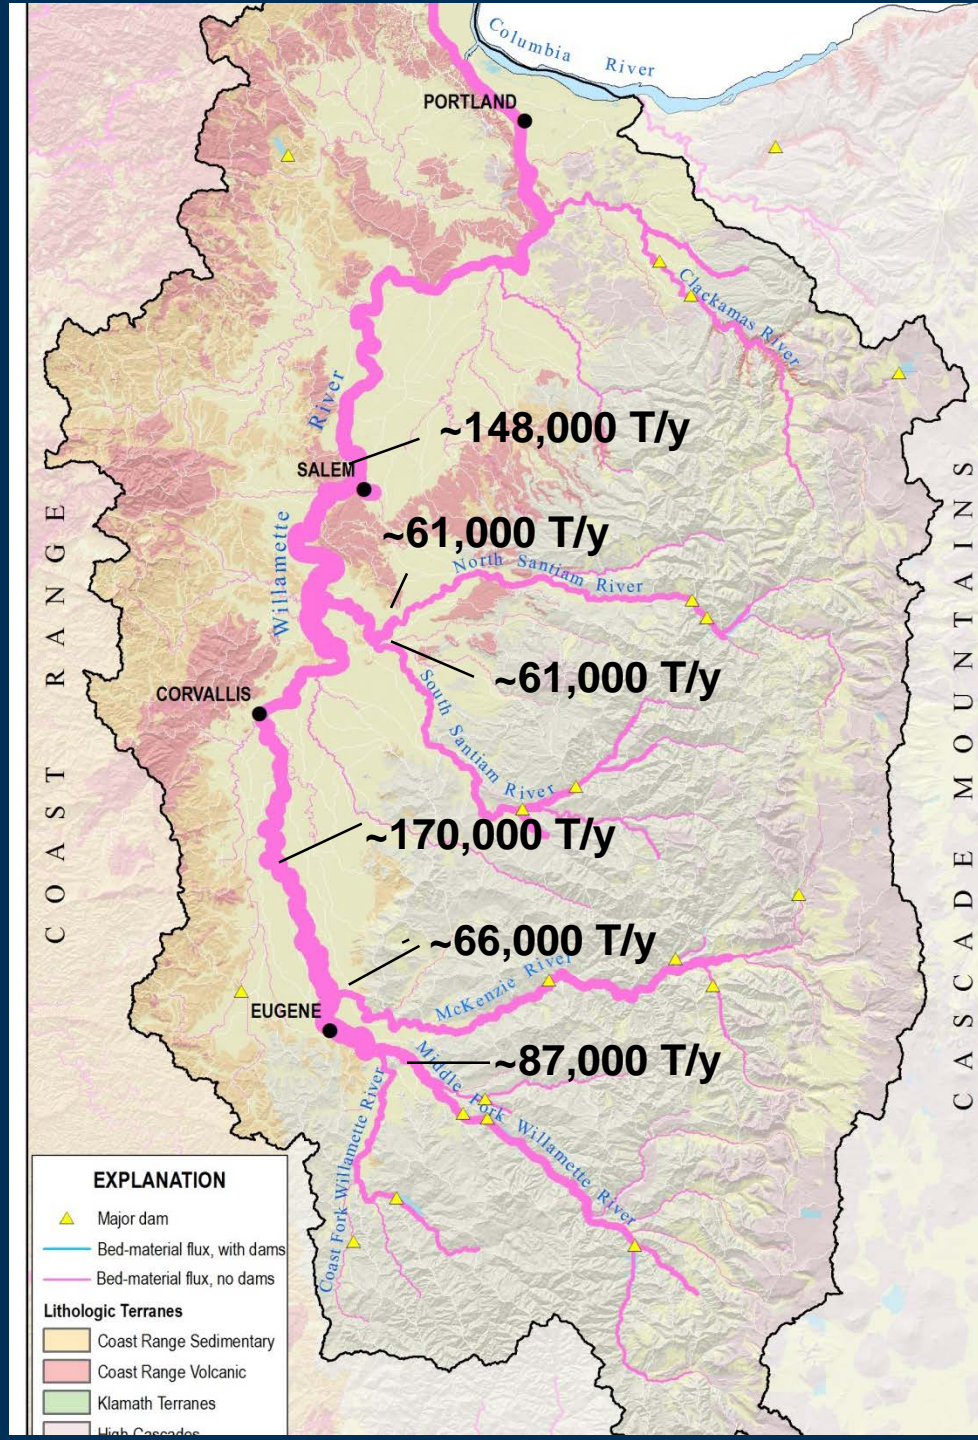 Columbia River
PORTLAND
Clackamas River
River
~148,000 T/y
SALEM
~61,000 T/y
Willamette
North Santiam River
~61,000 T/y
CORVALLIS
South Santiam River
~170,000 T/y
~66,000 T/y
McKenzie River
EUGENE
~87,000 T/y
Middle Fork Willamette River
Coast Fork Willamette River
COAST RANGE
CASCADE MOUNTAINS
EXPLANATION
Major dam
Bed-material flux, with dams
Bed-material flux, no dams
Lithologic Terranes
Coast Range Sedimentary
Coast Range Volcanic
Klamath Terranes
High Cascades